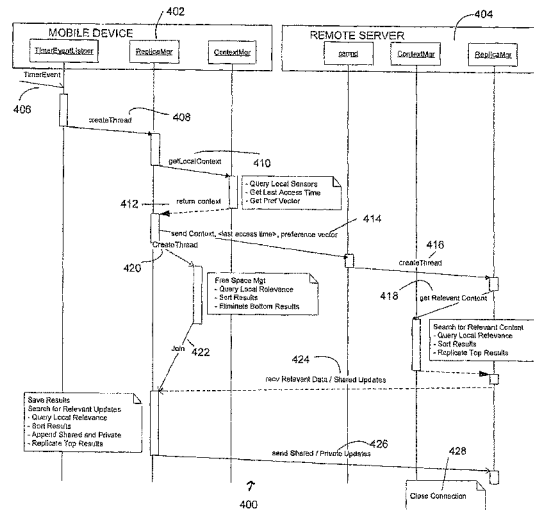 MOBILE DEVICE
402
REMOTE SERVER
404
TimerEventListner
ReplicaMgr
ContextMgr
ContextMgr
ReplicaMgr
TimerEvent
406
createThread
408
getLocalContext
410
- Query Local Sensors
- Get Last Access Time
- Get Pref Vector
412
return context
414
send Context, <last access time>, preference vector
416
createThread
CreateThread
420
418
get Relevant Content
Free Space Mgt
- Query Local Relevance
- Sort Results
- Eliminate Bottom Results
Search for Relevant Content
- Query Local Relevance
- Sort Results
- Replicate Top Results
Join
422
424
recv Relevant Data / Shared Updates
Save Results
Search for Relevant Updates
- Query Local Relevance
- Sort Results
- Append Shared and Private
- Replicate Top Results
send Shared / Private Updates
426
428
Close Connection
400